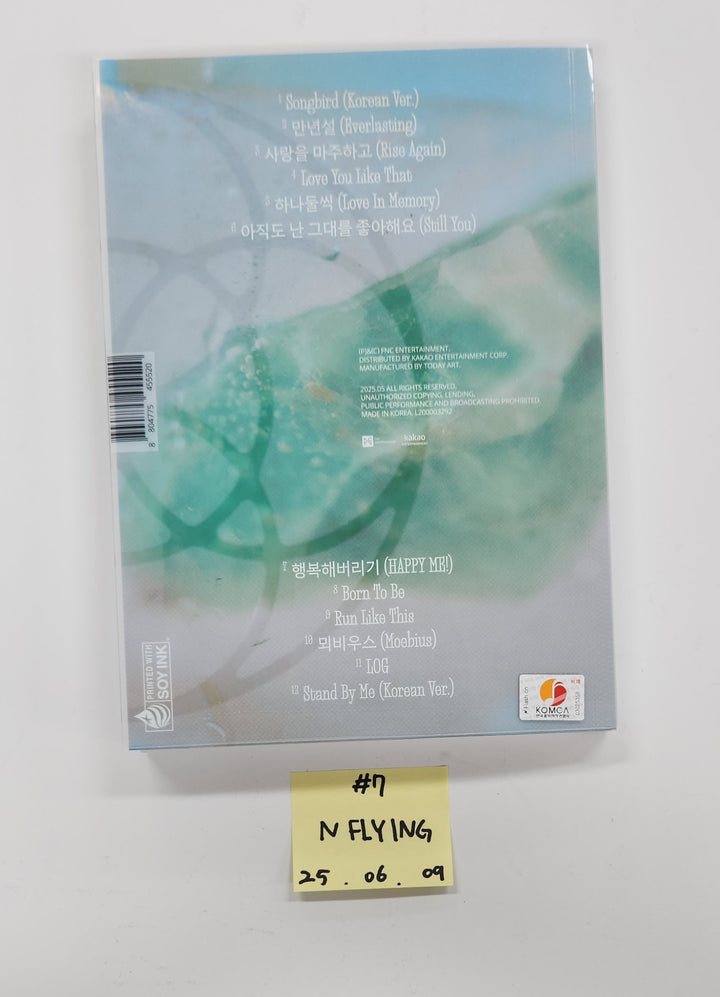 1 Songbird (Korean Ver.)
2 만년설 (Everlasting)
3 사랑을 마주하고 (Rise Again)
4 Love You Like That
5 하나둘씩 (Love In Memory)
6 아직도 난 그대를 좋아해요 (Still You)
(P)&(C) FNC ENTERTAINMENT.
DISTRIBUTED BY KAKAO ENTERTAINMENT CORP.
MANUFACTURED BY TODAY ART.
2025.05 ALL RIGHTS RESERVED.
UNAUTHORIZED COPYING, LENDING,
PUBLIC PERFORMANCE AND BROADCASTING PROHIBITED.
MADE IN KOREA, L200003292
8 804775 455520
kakao
ENTERTAINMENT
7 행복해버리기 (HAPPY ME!)
8 Born To Be
9 Run Like This
10 뫼비우스 (Moebius)
11 LOG
12 Stand By Me (Korean Ver.)
PRINTED WITH
SOY INK
KOMCA
#7
N FLYING
25 . 06 . 09